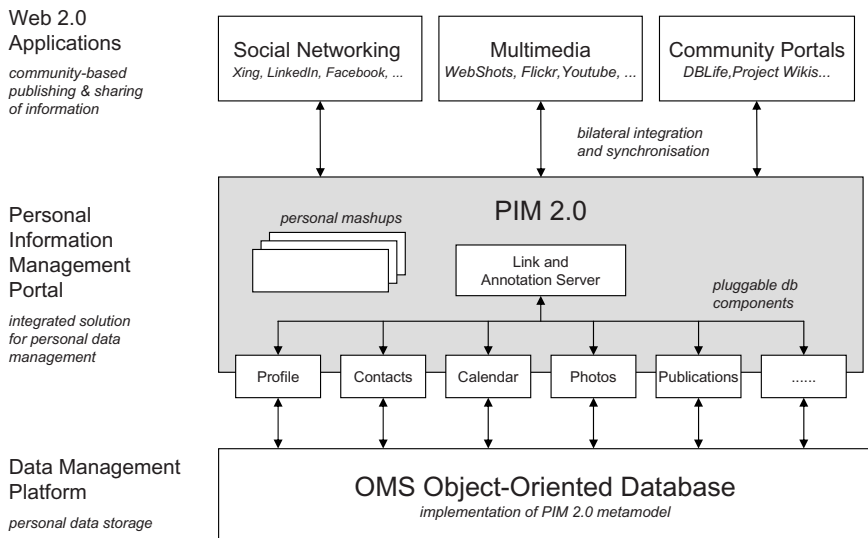 Web 2.0
Applications
community-based
publishing & sharing
of information
Social Networking
Xing, LinkedIn, Facebook, ...
Multimedia
WebShots, Flickr,Youtube, ...
Community Portals
DBLife,Project Wikis...
bilateral integration
and synchronisation
Personal
Information
Management
Portal
integrated solution
for personal data
management
PIM 2.0
personal mashups
Link and
Annotation Server
pluggable db
components
Profile
Contacts
Calendar
Photos
Publications
......
Data Management
Platform
personal data storage
OMS Object-Oriented Database
implementation of PIM 2.0 metamodel